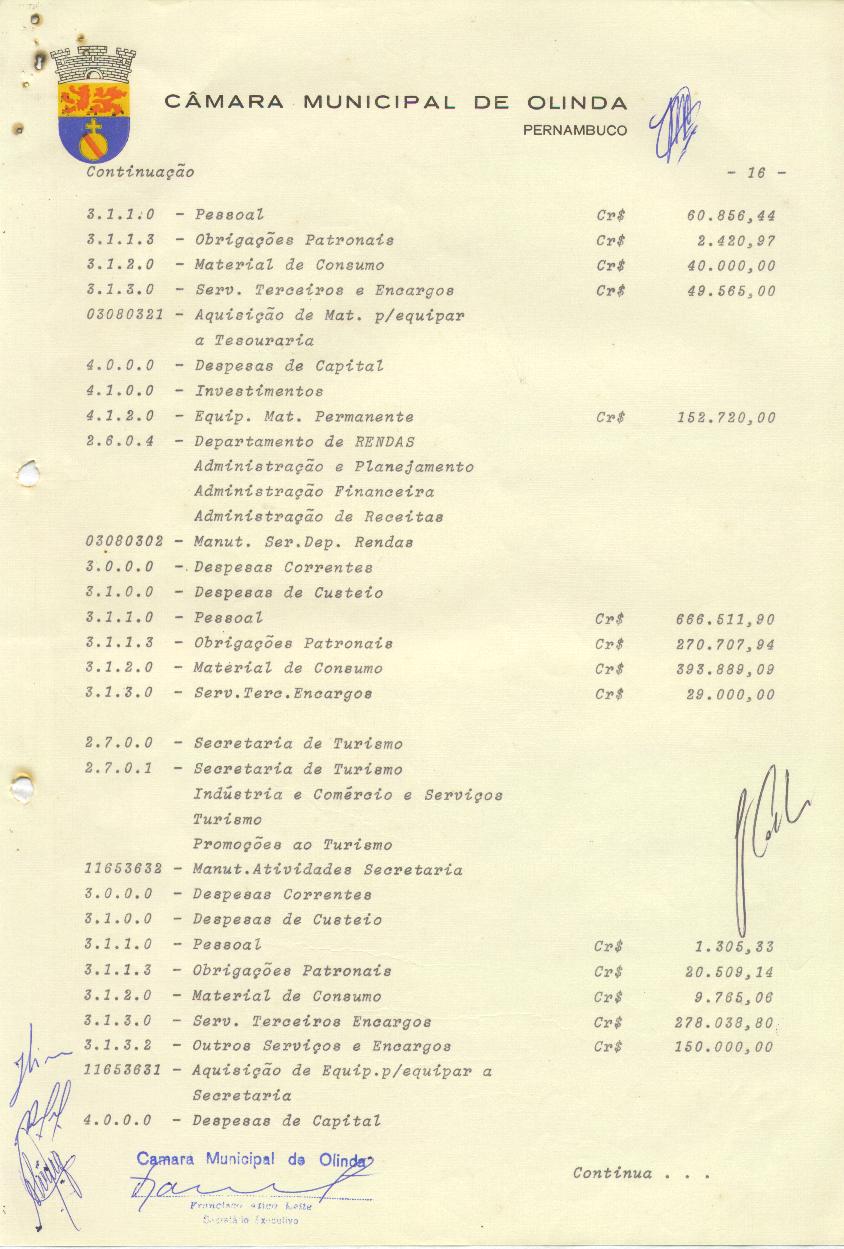 CÂMARA MUNICIPAL DE OLINDA
PERNAMBUCO
Continuação - 16 -
3.1.1.0 - Pessoal Cr$ 60.856,44
3.1.1.3 - Obrigações Patronais Cr$ 2.420,97
3.1.2.0 - Material de Consumo Cr$ 40.000,00
3.1.3.0 - Serv. Terceiros e Encargos Cr$ 49.565,00
03080321 - Aquisição de Mat. p/equipar
a Tesouraria
4.0.0.0 - Despesas de Capital
4.1.0.0 - Investimentos
4.1.2.0 - Equip. Mat. Permanente Cr$ 152.720,00
2.6.0.4 - Departamento de RENDAS
Administração e Planejamento
Administração Financeira
Administração de Receitas
03080302 - Manut. Ser.Dep. Rendas
3.0.0.0 - Despesas Correntes
3.1.0.0 - Despesas de Custeio
3.1.1.0 - Pessoal Cr$ 666.511,90
3.1.1.3 - Obrigações Patronais Cr$ 270.707,94
3.1.2.0 - Material de Consumo Cr$ 393.889,09
3.1.3.0 - Serv.Terc.Encargos Cr$ 29.000,00
2.7.0.0 - Secretaria de Turismo
2.7.0.1 - Secretaria de Turismo
Indústria e Comércio e Serviços
Turismo
Promoções ao Turismo
11653632 - Manut.Atividades Secretaria
3.0.0.0 - Despesas Correntes
3.1.0.0 - Despesas de Custeio
3.1.1.0 - Pessoal Cr$ 1.305,33
3.1.1.3 - Obrigações Patronais Cr$ 20.509,14
3.1.2.0 - Material de Consumo Cr$ 9.765,06
3.1.3.0 - Serv. Terceiros Encargos Cr$ 278.038,80
3.1.3.2 - Outros Serviços e Encargos Cr$ 150.000,00
11653631 - Aquisição de Equip.p/equipar a
Secretaria
4.0.0.0 - Despesas de Capital
Camara Municipal de Olinda
Continua . . .
Francisco Leite
Secretário Executivo